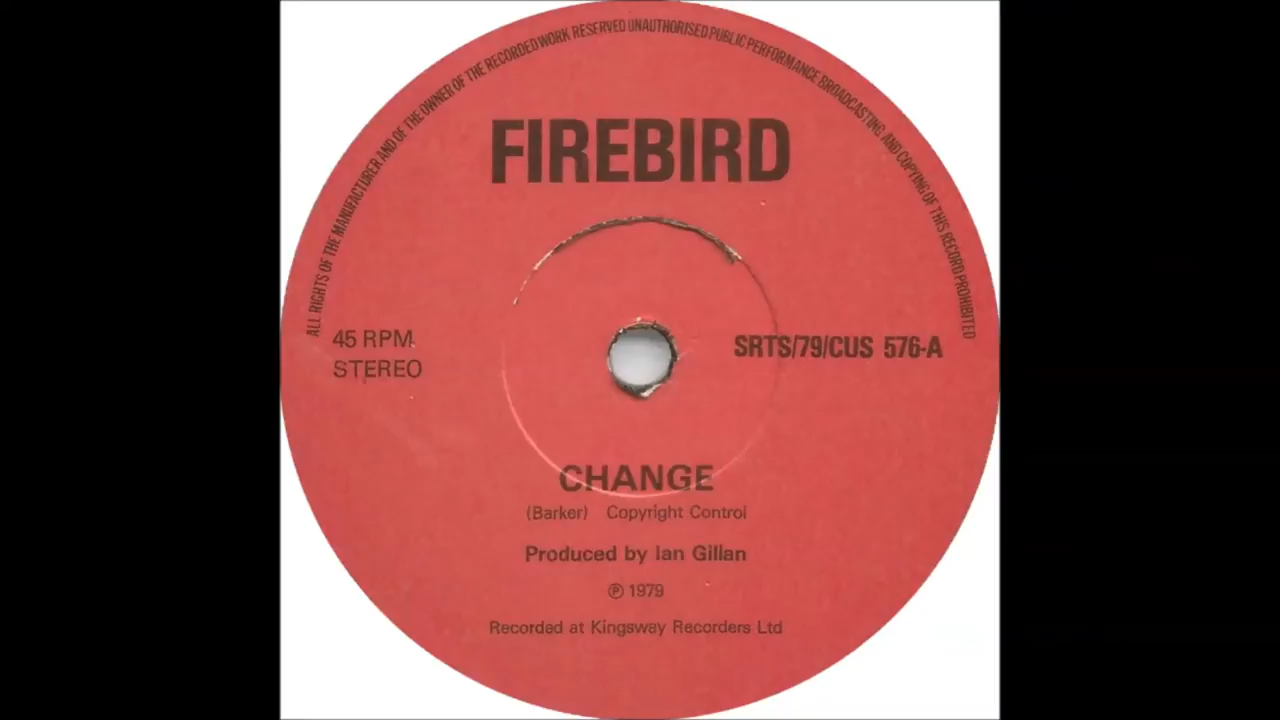 ALL RIGHTS OF THE MANUFACTURER AND OF THE OWNER OF THE RECORDED WORK RESERVED UNAUTHORISED PUBLIC PERFORMANCE BROADCASTING AND COPYING OF THIS RECORD PROHIBITED
FIREBIRD
45 RPM
STEREO
SRTS/79/CUS 576-A
CHANGE
(Barker) Copyright Control
Produced by Ian Gillan
℗ 1979
Recorded at Kingsway Recorders Ltd